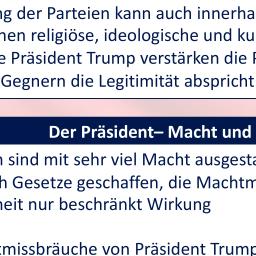 ng der Parteien kann auch innerha
nen religiöse, ideologische und ku
e Präsident Trump verstärken die P
Gegnern die Legitimität abspricht
Der Präsident– Macht und
n sind mit sehr viel Macht ausgesta
h Gesetze geschaffen, die Machtm
heit nur beschränkt Wirkung
tmissbräuche von Präsident Trump